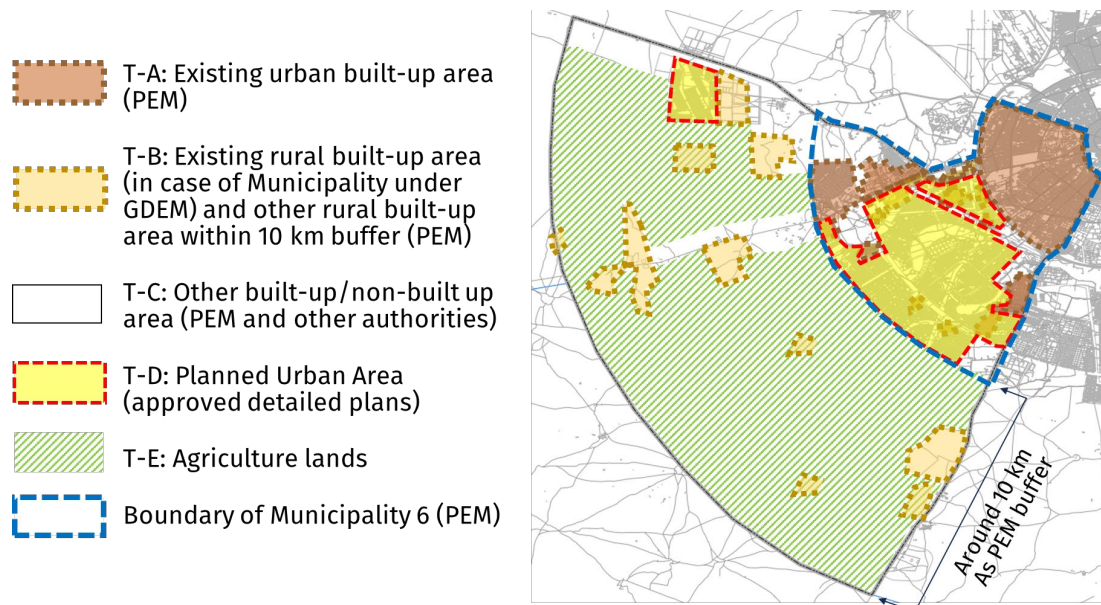 T-A: Existing urban built-up area
(PEM)
T-B: Existing rural built-up area
(in case of Municipality under
GDEM) and other rural built-up
area within 10 km buffer (PEM)
T-C: Other built-up/non-built up
area (PEM and other authorities)
T-D: Planned Urban Area
(approved detailed plans)
T-E: Agriculture lands
Boundary of Municipality 6 (PEM)
Around 10 km
As PEM buffer